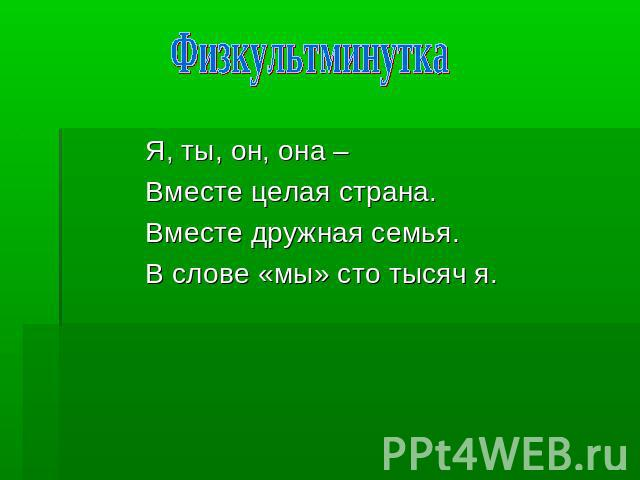 Физкультминутка
Я, ты, он, она –
Вместе целая страна.
Вместе дружная семья.
В слове «мы» сто тысяч я.
PPt4WEB.ru